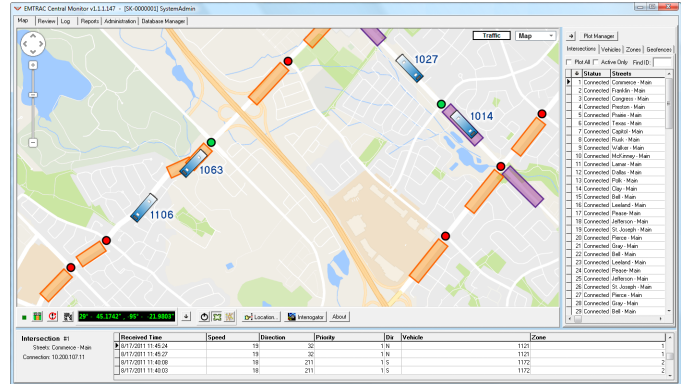 EMTRAC Central Monitor v1.1.1.147 - [SK-0000001] SystemAdmin
Map Review Log Reports Administration Database Manager
Traffic Map
1027
1014
1063
1106
29° - 45.1742", -95° - 21.9803"
Location... Interrogator About
Plot Manager
Intersections Vehicles Zones Geofences
Plot All Active Only Find ID:
Status Streets
1 Connected Commerce - Main
2 Connected Franklin - Main
3 Connected Congress - Main
4 Connected Preston - Main
5 Connected Prairie - Main
6 Connected Texas - Main
7 Connected Capitol - Main
8 Connected Rusk - Main
9 Connected Walker - Main
10 Connected McKinney - Main
11 Connected Lamar - Main
12 Connected Dallas - Main
13 Connected Polk - Main
14 Connected Clay - Main
15 Connected Bell - Main
16 Connected Leeland - Main
17 Connected Pease- Main
18 Connected Jefferson - Main
19 Connected St. Joseph - Main
20 Connected Pierce - Main
21 Connected Gray - Main
22 Connected Bell - Main
23 Connected Leeland - Main
24 Connected Pease- Main
25 Connected Jefferson - Main
26 Connected St. Joseph - Main
27 Connected Pierce - Main
28 Connected Gray - Main
29 Connected Bell - Main
Intersection #1
Streets: Commerce - Main
Connection: 10.200.107.11
Received Time Speed Direction Priority Dir Vehicle Zone
8/17/2011 11:45:24 19 32 1 N 1121 1
8/17/2011 11:45:27 19 32 1 N 1121 1
8/17/2011 11:40:08 18 211 1 S 1172 2
8/17/2011 11:40:03 18 211 1 S 1172 2